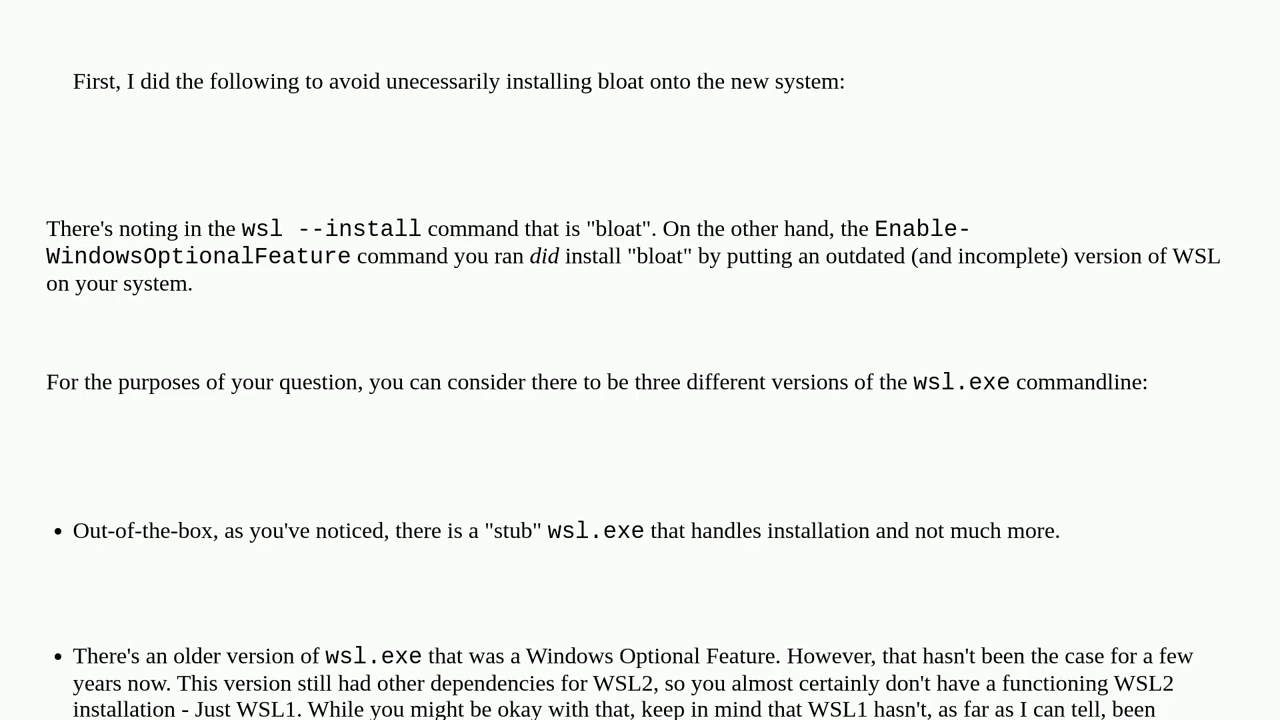 First, I did the following to avoid unecessarily installing bloat onto the new system:
There's noting in the wsl --install command that is "bloat". On the other hand, the Enable-
WindowsOptionalFeature command you ran did install "bloat" by putting an outdated (and incomplete) version of WSL
on your system.
For the purposes of your question, you can consider there to be three different versions of the wsl.exe commandline:
• Out-of-the-box, as you've noticed, there is a "stub" wsl.exe that handles installation and not much more.
• There's an older version of wsl.exe that was a Windows Optional Feature. However, that hasn't been the case for a few
years now. This version still had other dependencies for WSL2, so you almost certainly don't have a functioning WSL2
installation - Just WSL1. While you might be okay with that, keep in mind that WSL1 hasn't, as far as I can tell, been